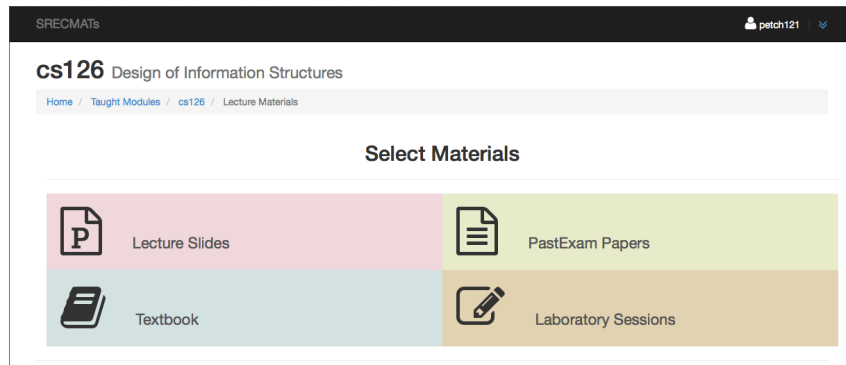 SRECMATs petch121
cs126 Design of Information Structures
Home / Taught Modules / cs126 / Lecture Materials
Select Materials
P Lecture Slides PastExam Papers
Textbook Laboratory Sessions